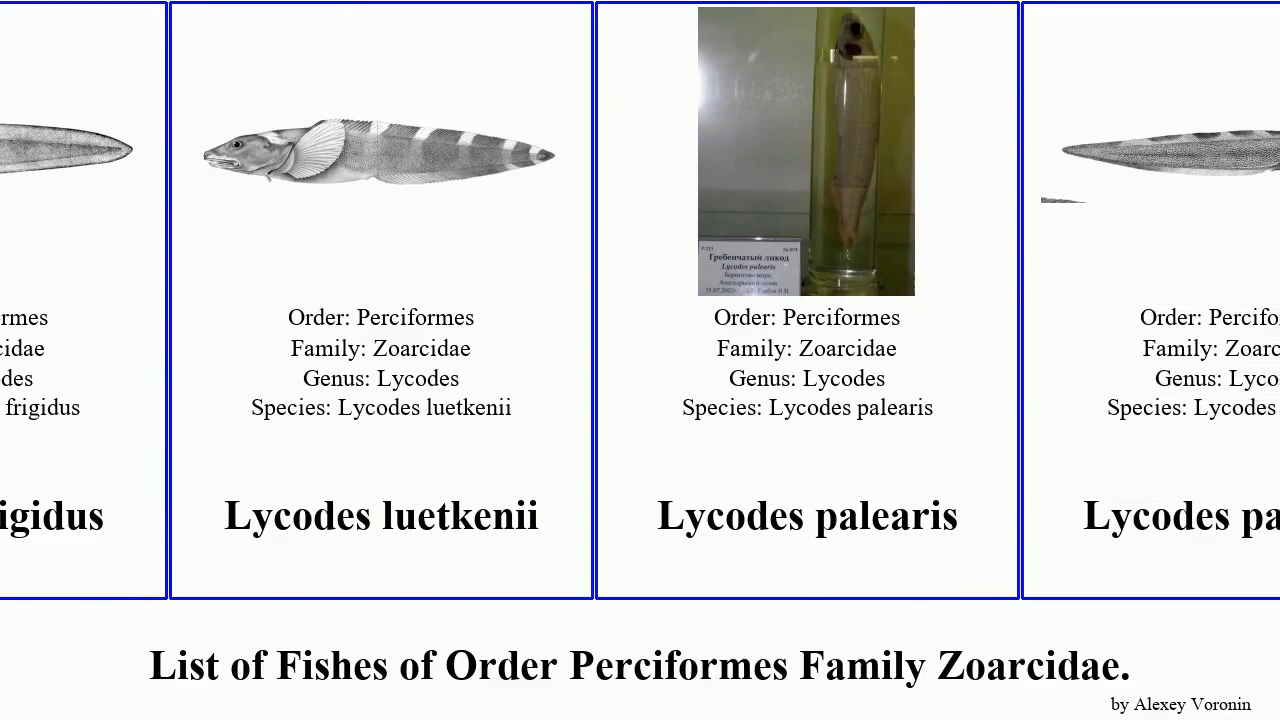 rmes
cidae
des
frigidus
igidus
Order: Perciformes
Family: Zoarcidae
Genus: Lycodes
Species: Lycodes luetkenii
Lycodes luetkenii
Гребенчатый ликод
Lycodes palearis
Берингово море,
Order: Perciformes
Family: Zoarcidae
Genus: Lycodes
Species: Lycodes palearis
Lycodes palearis
Order: Percifo
Family: Zoarc
Genus: Lyco
Species: Lycodes
Lycodes pa
List of Fishes of Order Perciformes Family Zoarcidae.
by Alexey Voronin